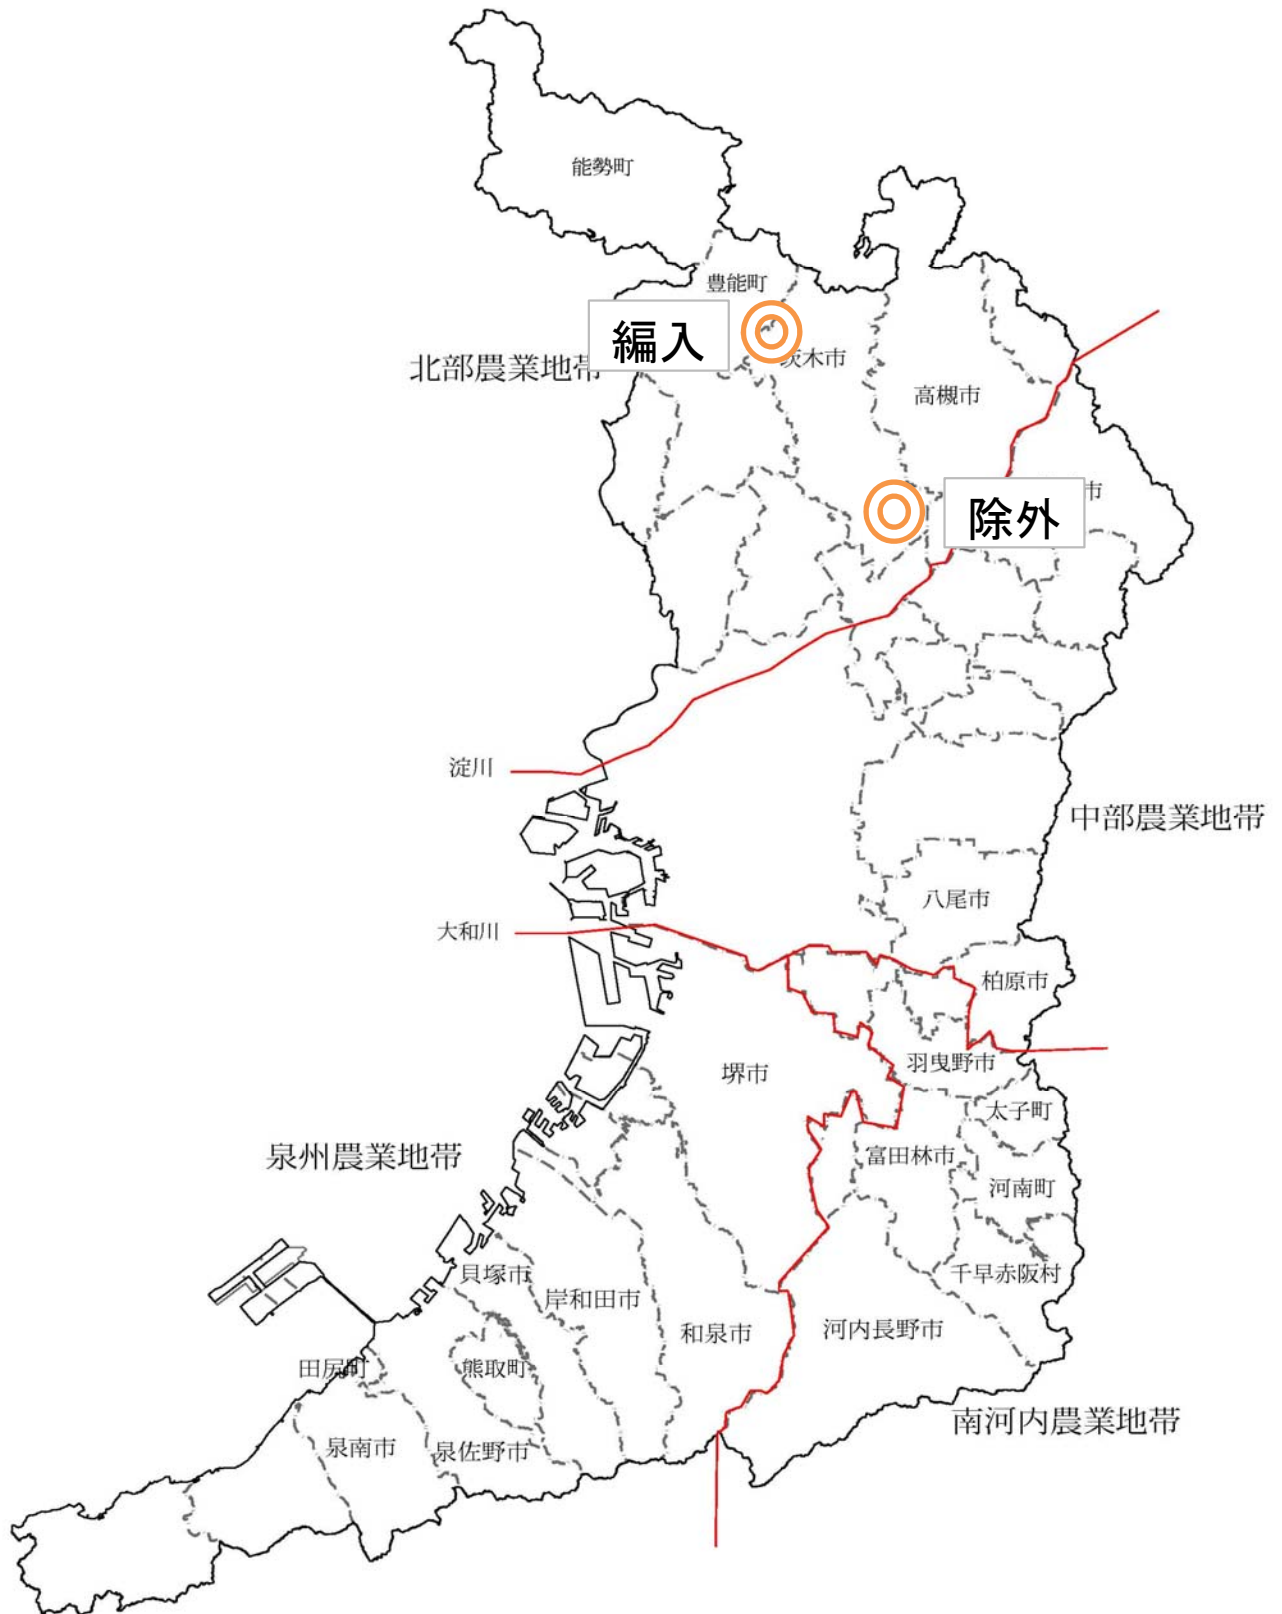 能勢町
豊能町
編入
茨木市
北部農業地帯
高槻市
市
除外
淀川
中部農業地帯
八尾市
大和川
柏原市
羽曳野市
堺市
太子町
泉州農業地帯
富田林市
河南町
千早赤阪村
貝塚市
岸和田市
和泉市
河内長野市
田尻町
熊取町
南河内農業地帯
泉南市
泉佐野市